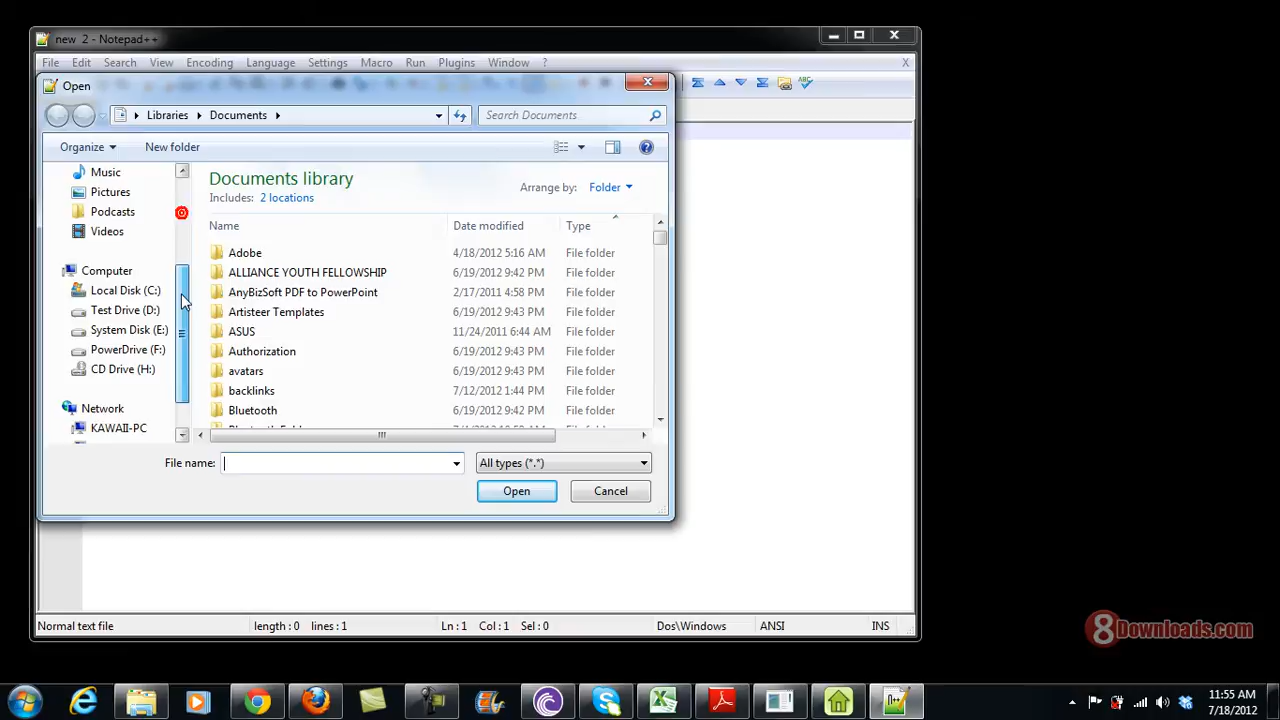 new  2 - Notepad++
File Edit Search View Encoding Language Settings Macro Run Plugins Window ? X
Open
Libraries Documents
Search Documents
Organize New folder
Music
Pictures
Podcasts
Videos
Computer
Local Disk (C:)
Test Drive (D:)
System Disk (E:)
PowerDrive (F:)
CD Drive (H:)
Network
KAWAII-PC
Documents library
Includes: 2 locations
Arrange by: Folder
Name Date modified Type
Adobe 4/18/2012 5:16 AM File folder
ALLIANCE YOUTH FELLOWSHIP 6/19/2012 9:42 PM File folder
AnyBizSoft PDF to PowerPoint 2/17/2011 4:58 PM File folder
Artisteer Templates 6/19/2012 9:43 PM File folder
ASUS 11/24/2011 6:44 AM File folder
Authorization 6/19/2012 9:43 PM File folder
avatars 6/19/2012 9:43 PM File folder
backlinks 7/12/2012 1:44 PM File folder
Bluetooth 6/19/2012 9:42 PM File folder
File name: All types (*.*)
Open Cancel
Normal text file length : 0 lines : 1 Ln : 1 Col : 1 Sel : 0 Dos\Windows ANSI INS
8Downloads.com
11:55 AM
7/18/2012